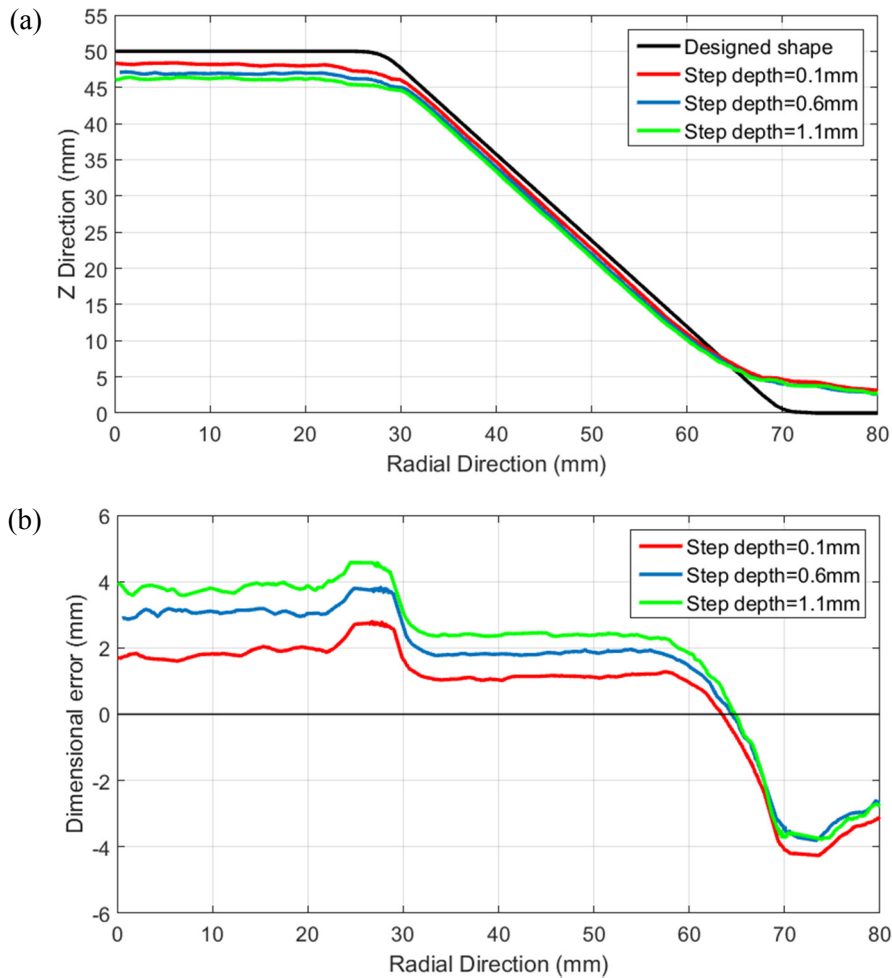 (a)
55
50
45
40
35
30
25
20
15
10
5
0
Z Direction (mm)
Designed shape
Step depth=0.1mm
Step depth=0.6mm
Step depth=1.1mm
0 10 20 30 40 50 60 70 80
Radial Direction (mm)
(b)
6
4
2
0
-2
-4
-6
Dimensional error (mm)
Step depth=0.1mm
Step depth=0.6mm
Step depth=1.1mm
0 10 20 30 40 50 60 70 80
Radial Direction (mm)